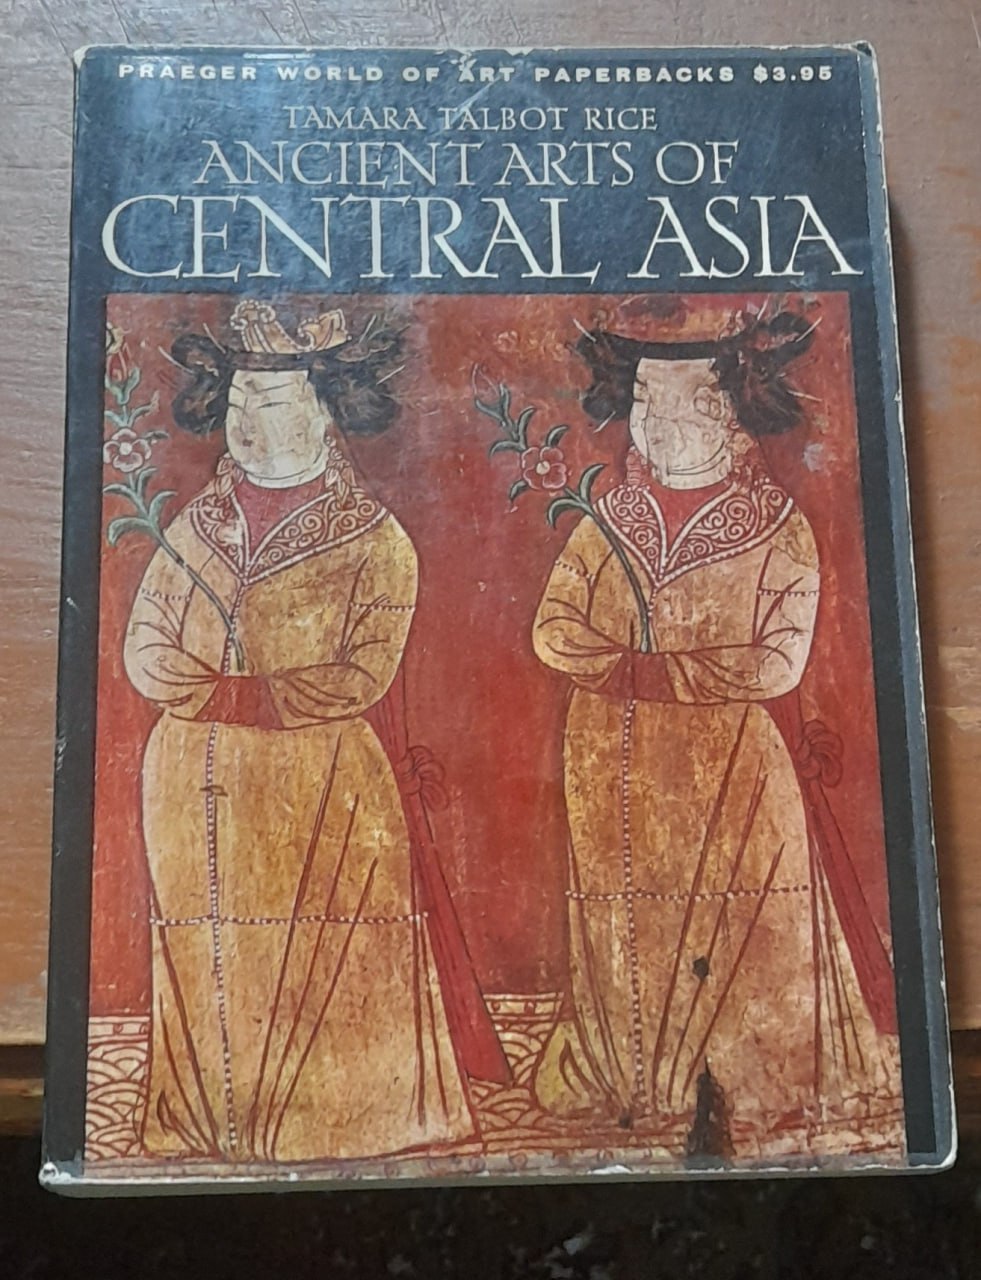 PRAEGER WORLD OF ART PAPERBACKS $3.95
TAMARA TALBOT RICE
ANCIENT ARTS OF
CENTRAL ASIA